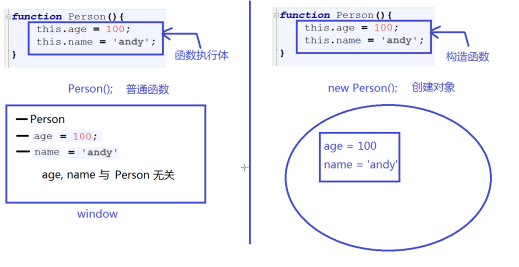 function Person(){
this.age = 100;
this.name = 'andy';
}
函数执行体
Person(); 普通函数
Person
age = 100;
name = 'andy'
age, name 与 Person 无关
window
function Person(){
this.age = 100;
this.name = 'andy';
}
构造函数
new Person(); 创建对象
age = 100
name = 'andy'